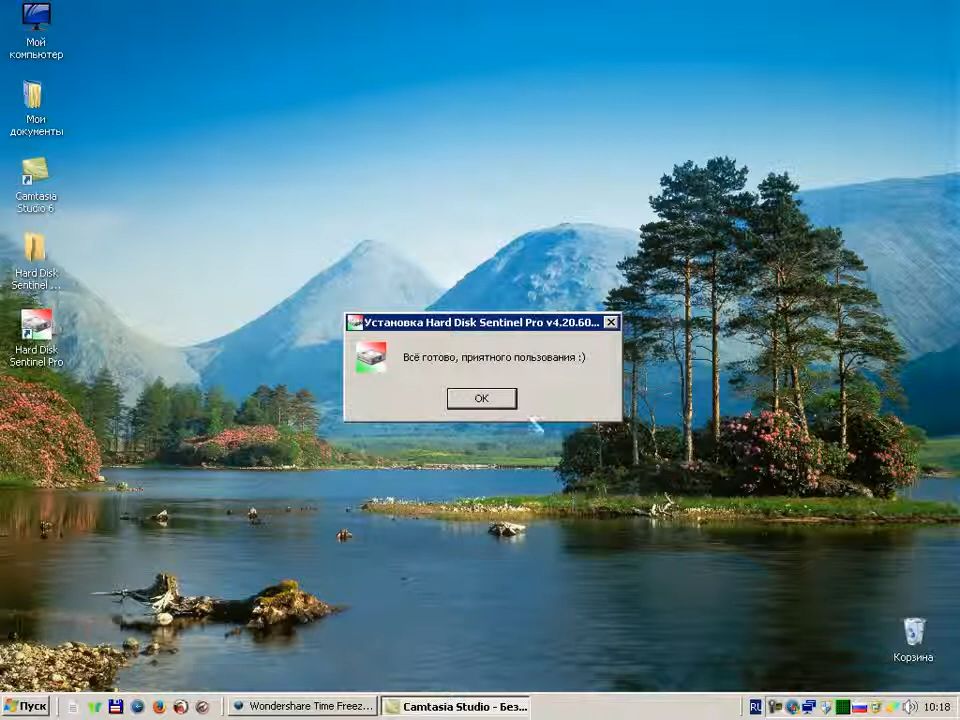 Мой
компьютер
Мои
документы
Camtasia
Studio 6
Hard Disk
Sentinel ...
Hard Disk
Sentinel Pro
Установка Hard Disk Sentinel Pro v4.20.60...
Всё готово, приятного пользования :)
OK
Корзина
Пуск
Wondershare Time Freez...
Camtasia Studio - Без...
RU
10:18